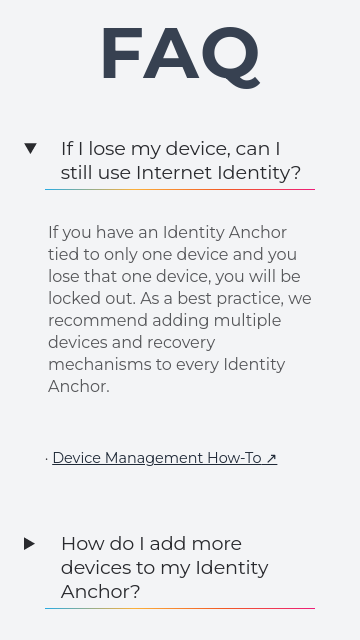 FAQ
If I lose my device, can I
still use Internet Identity?
If you have an Identity Anchor
tied to only one device and you
lose that one device, you will be
locked out. As a best practice, we
recommend adding multiple
devices and recovery
mechanisms to every Identity
Anchor.
· Device Management How-To ↗
How do I add more
devices to my Identity
Anchor?